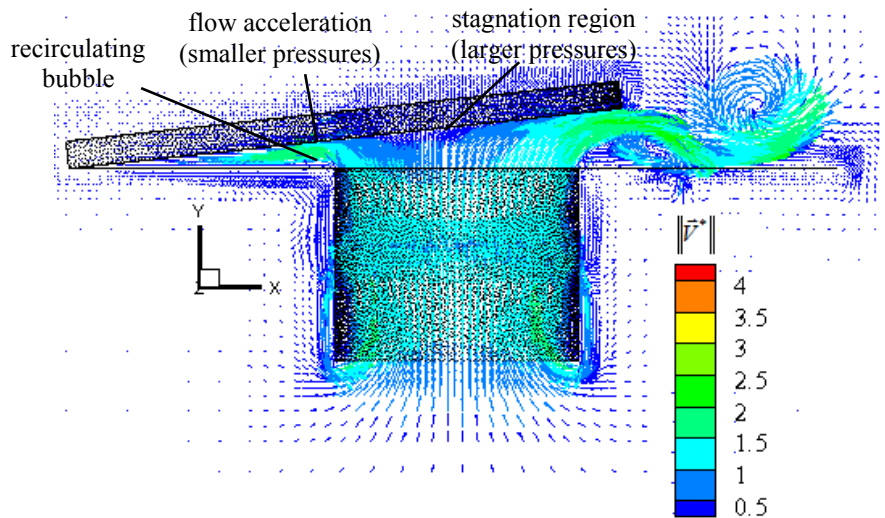 recirculating
bubble
flow acceleration
(smaller pressures)
stagnation region
(larger pressures)
Y
Z
X
‖V⃗*‖
4
3.5
3
2.5
2
1.5
1
0.5